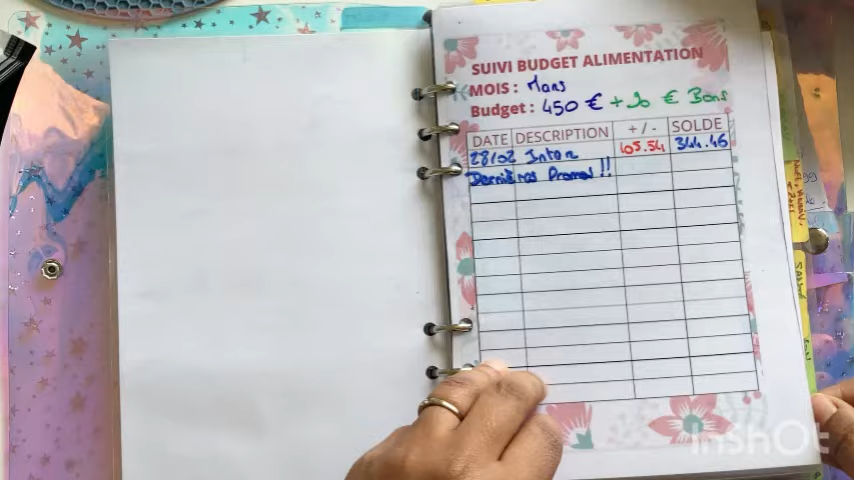 SUIVI BUDGET ALIMENTATION
MOIS : Mars
Budget : 450 € + 20 € Bons
DATE DESCRIPTION +/- SOLDE
28/02 Inter 105.54 344.46
Dernières Promos !!
InshOt